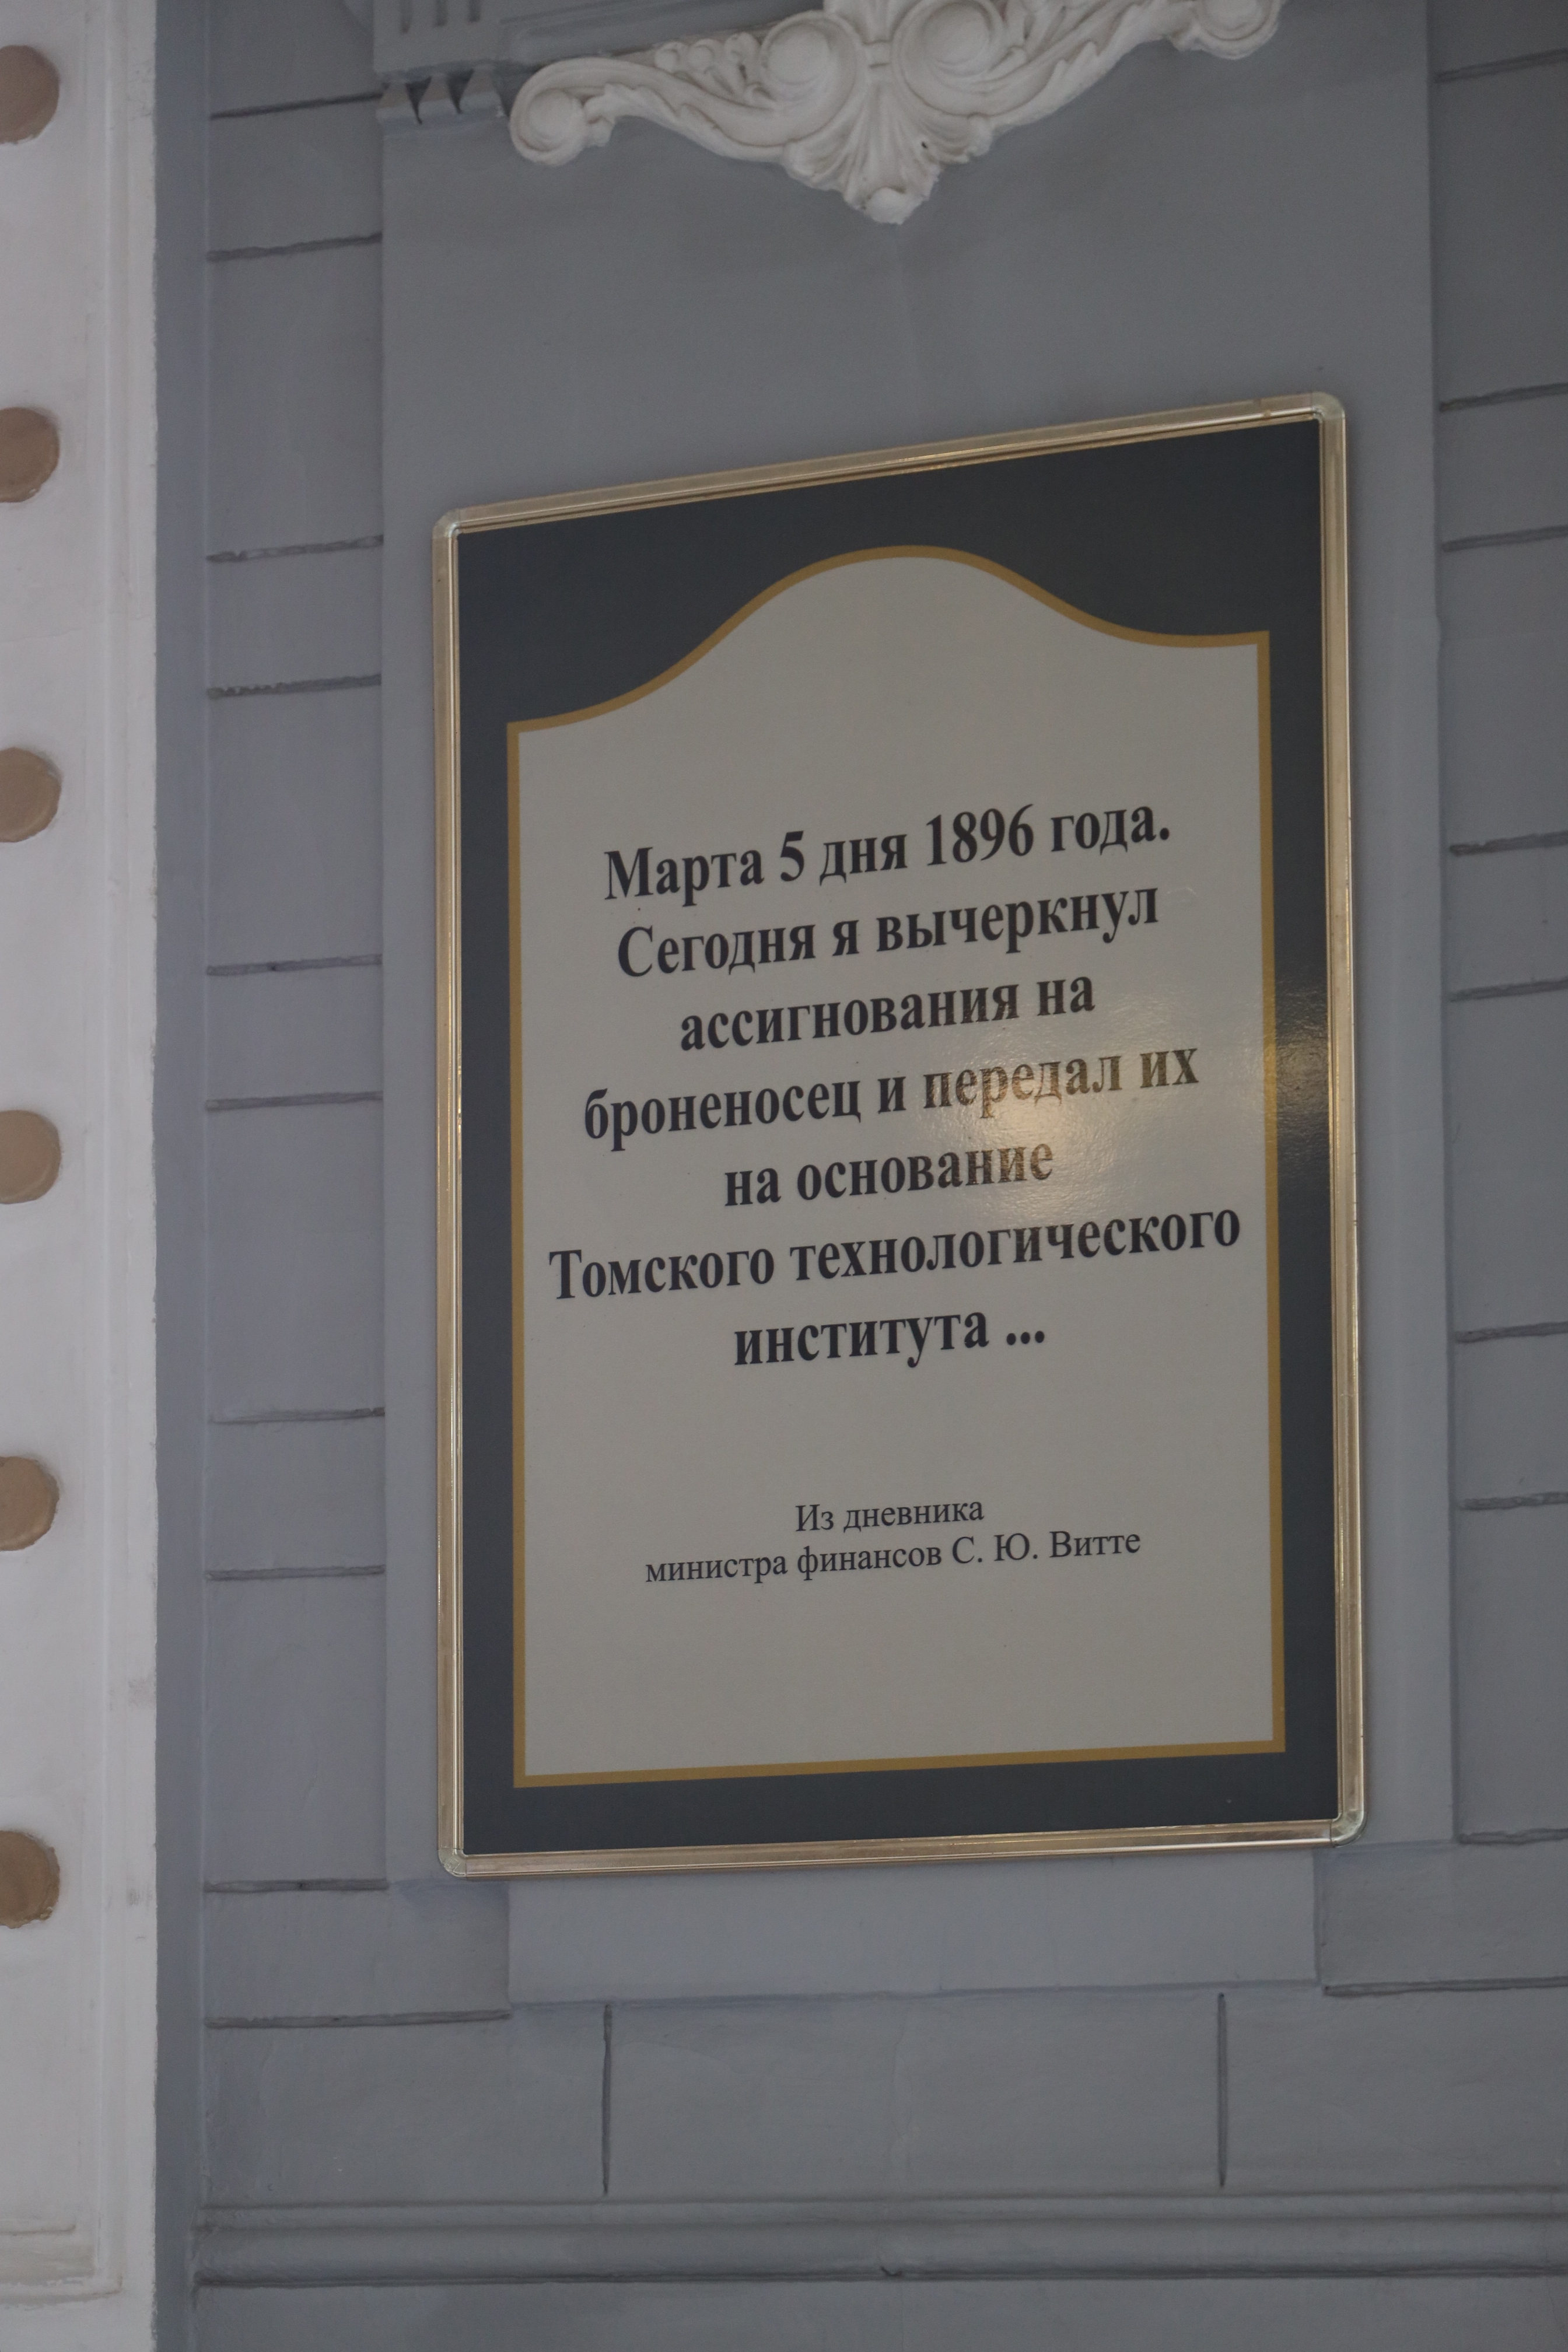 Марта 5 дня 1896 года.
Сегодня я вычеркнул
ассигнования на
броненосец и передал их
на основание
Томского технологического
института ...
Из дневника
министра финансов С. Ю. Витте